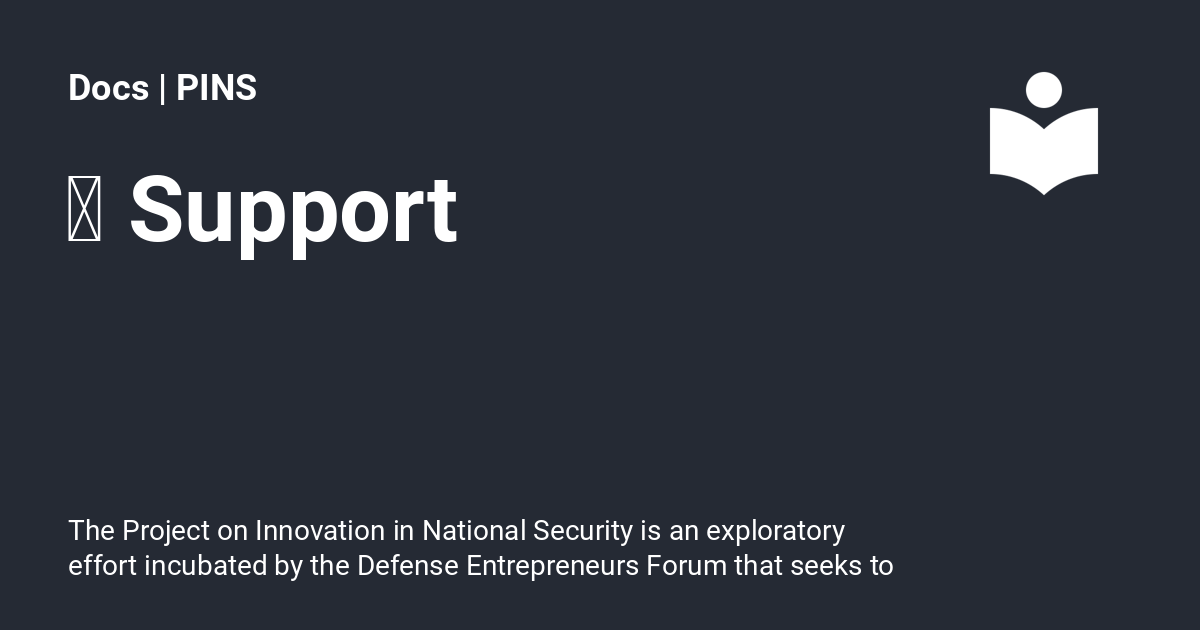 Docs | PINS
Support
The Project on Innovation in National Security is an exploratory
effort incubated by the Defense Entrepreneurs Forum that seeks to